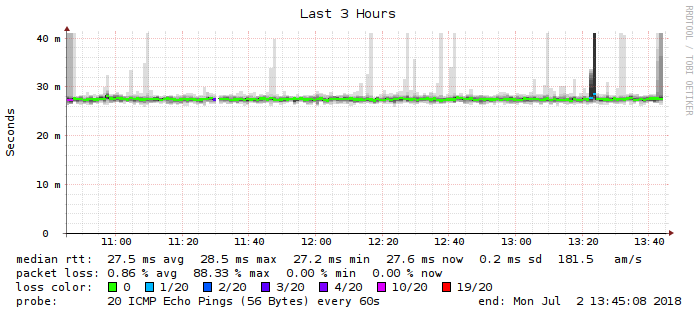 Last 3 Hours
RRDTOOL / TOBI OETIKER
Seconds
40 m
30 m
20 m
10 m
0
11:00 11:20 11:40 12:00 12:20 12:40 13:00 13:20 13:40
median rtt: 27.5 ms avg 28.5 ms max 27.2 ms min 27.6 ms now 0.2 ms sd 181.5 am/s
packet loss: 0.86 % avg 88.33 % max 0.00 % min 0.00 % now
loss color: 0 1/20 2/20 3/20 4/20 10/20 19/20
probe: 20 ICMP Echo Pings (56 Bytes) every 60s end: Mon Jul 2 13:45:08 2018